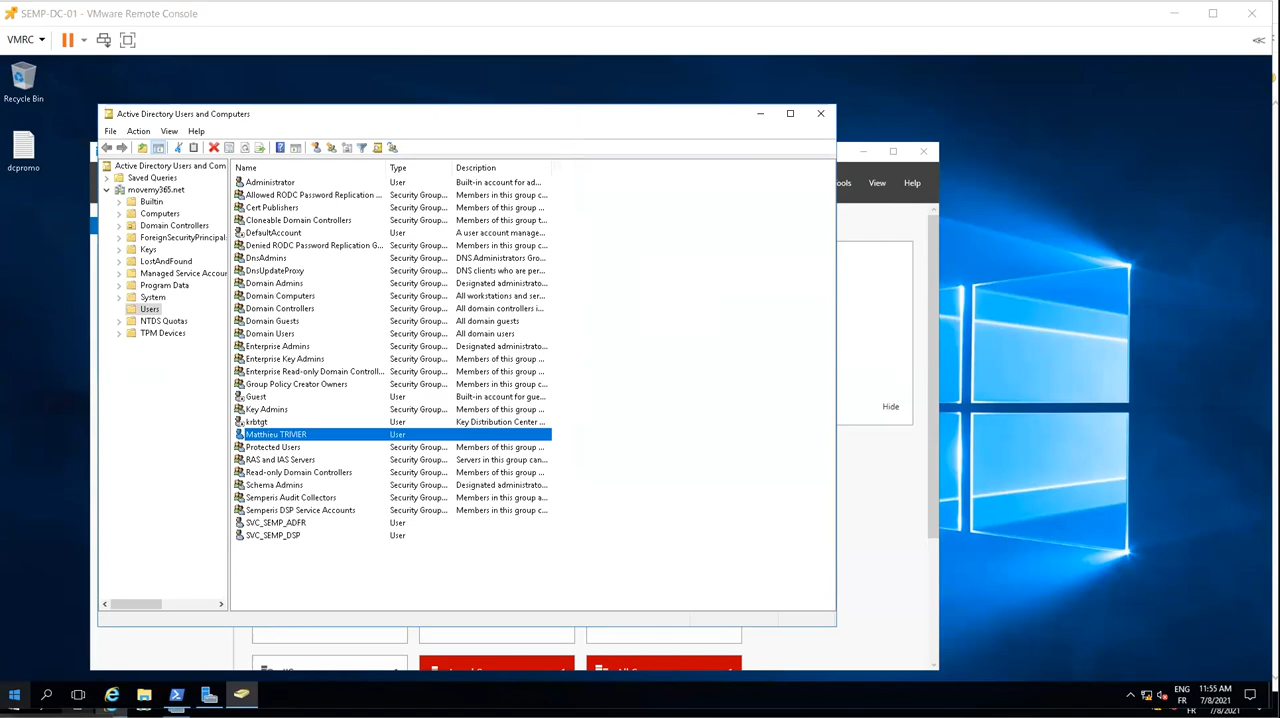 SEMP-DC-01 - VMware Remote Console
VMRC
Recycle Bin
dcpromo
Active Directory Users and Computers
File Action View Help
View Help
Active Directory Users and Com
Saved Queries
movemy365.net
Builtin
Computers
Domain Controllers
ForeignSecurityPrincipal:
Keys
LostAndFound
Managed Service Accour
Program Data
System
Users
NTDS Quotas
TPM Devices
Name Type Description
Administrator User Built-in account for ad...
Allowed RODC Password Replication ... Security Group... Members in this group c...
Cert Publishers Security Group... Members of this group ...
Cloneable Domain Controllers Security Group... Members of this group t...
DefaultAccount User A user account manage...
Denied RODC Password Replication G... Security Group... Members in this group c...
DnsAdmins Security Group... DNS Administrators Gro...
DnsUpdateProxy Security Group... DNS clients who are per...
Domain Admins Security Group... Designated administrato...
Domain Computers Security Group... All workstations and ser...
Domain Controllers Security Group... All domain controllers i...
Domain Guests Security Group... All domain guests
Domain Users Security Group... All domain users
Enterprise Admins Security Group... Designated administrato...
Enterprise Key Admins Security Group... Members of this group ...
Enterprise Read-only Domain Controll... Security Group... Members of this group ...
Group Policy Creator Owners Security Group... Members in this group c...
Guest User Built-in account for gue...
Key Admins Security Group... Members of this group ...
krbtgt User Key Distribution Center ...
Matthieu TRIVIER User
Protected Users Security Group... Members of this group ...
RAS and IAS Servers Security Group... Servers in this group can...
Read-only Domain Controllers Security Group... Members of this group ...
Schema Admins Security Group... Designated administrato...
Semperis Audit Collectors Security Group... Members in this group a...
Semperis DSP Service Accounts Security Group... Members in this group c...
SVC_SEMP_ADFR User
SVC_SEMP_DSP User
Hide
ENG
FR
11:55 AM
7/8/2021
FR 7/8/2021